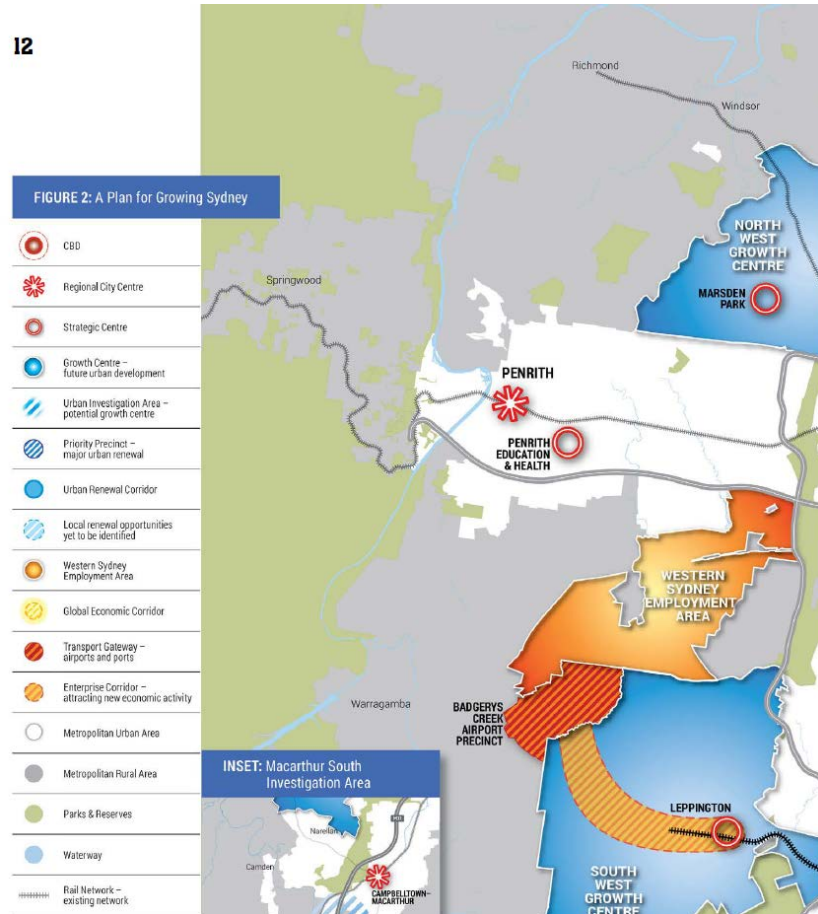 12
FIGURE 2: A Plan for Growing Sydney
CBD
Regional City Centre
Strategic Centre
Growth Centre –
future urban development
Urban Investigation Area –
potential growth centre
Priority Precinct –
major urban renewal
Urban Renewal Corridor
Local renewal opportunities
yet to be identified
Western Sydney
Employment Area
Global Economic Corridor
Transport Gateway –
airports and ports
Enterprise Corridor –
attracting new economic activity
Metropolitan Urban Area
Metropolitan Rural Area
Parks & Reserves
Waterway
Rail Network –
existing network
Richmond
Windsor
NORTH
WEST
GROWTH
CENTRE
MARSDEN
PARK
Springwood
PENRITH
PENRITH
EDUCATION
& HEALTH
WESTERN
SYDNEY
EMPLOYMENT
AREA
Warragamba
BADGERYS
CREEK
AIRPORT
PRECINCT
LEPPINGTON
SOUTH
WEST
GROWTH
CENTRE
INSET: Macarthur South
Investigation Area
Narellan
Camden
CAMPBELLTOWN–
MACARTHUR